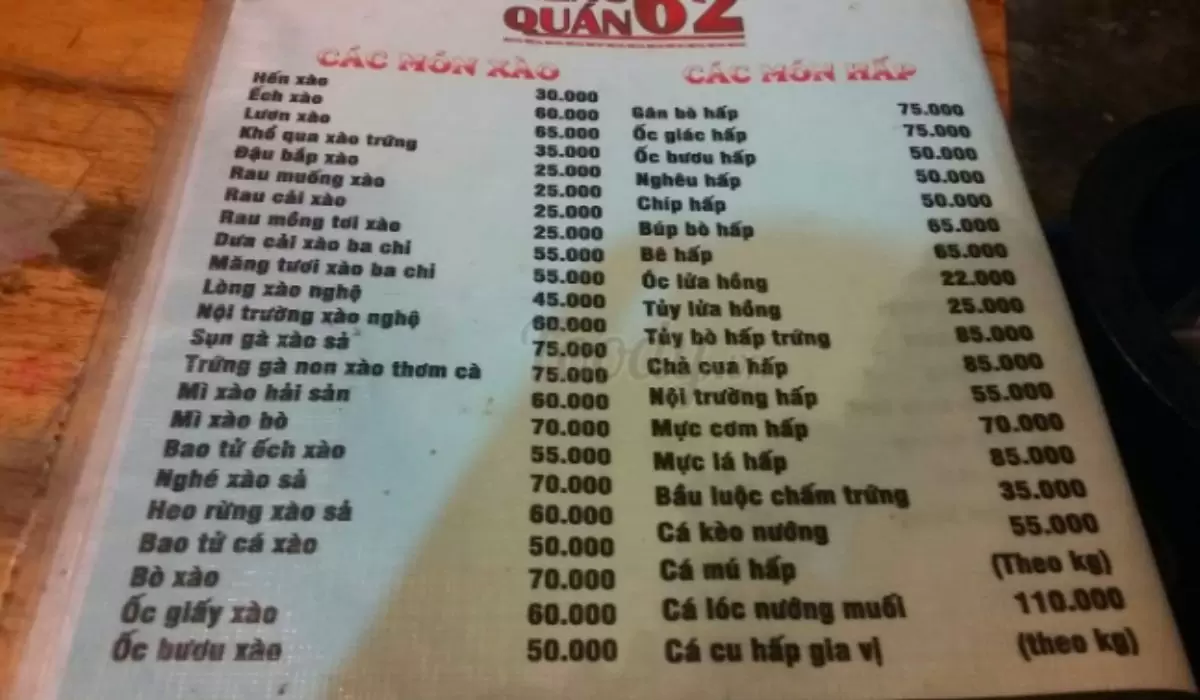 QUÁN 62
CÁC MÓN XÀO
Hến xào 30.000
Ếch xào 60.000
Lươn xào 65.000
Khổ qua xào trứng 35.000
Đậu bắp xào 25.000
Rau muống xào 25.000
Rau cải xào 25.000
Rau mồng tơi xào 25.000
Dưa cải xào ba chỉ 55.000
Măng tươi xào ba chỉ 55.000
Lòng xào nghệ 45.000
Nội trường xào nghệ 60.000
Sụn gà xào sả 75.000
Trứng gà non xào thơm cà 75.000
Mì xào hải sản 60.000
Mì xào bò 70.000
Bao tử ếch xào 55.000
Nghé xào sả 70.000
Heo rừng xào sả 60.000
Bao tử cá xào 50.000
Bò xào 70.000
Ốc giấy xào 60.000
Ốc bươu xào 50.000
CÁC MÓN HẤP
Gân bò hấp 75.000
Ốc giác hấp 75.000
Ốc bươu hấp 50.000
Nghêu hấp 50.000
Chíp hấp 50.000
Búp bò hấp 65.000
Bê hấp 65.000
Óc lửa hồng 22.000
Tủy lửa hồng 25.000
Tủy bò hấp trứng 85.000
Chả cua hấp 85.000
Nội trường hấp 55.000
Mực cơm hấp 70.000
Mực lá hấp 85.000
Bầu luộc chấm trứng 35.000
Cá kèo nướng 55.000
Cá mú hấp (Theo kg)
Cá lóc nướng muối 110.000
Cá cu hấp gia vị (theo kg)